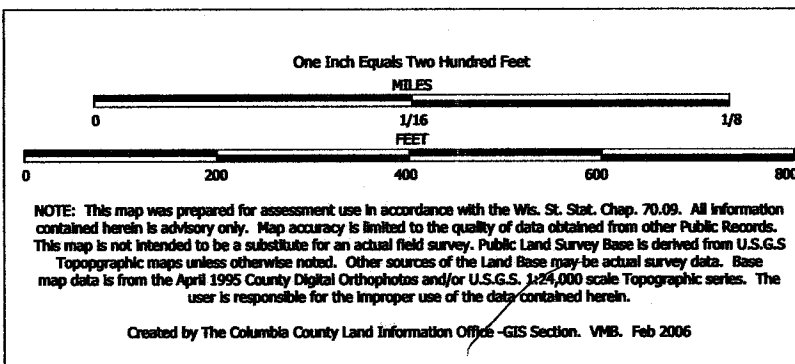 One Inch Equals Two Hundred Feet
MILES
0 1/16 1/8
FEET
0 200 400 600 800
NOTE: This map was prepared for assessment use in accordance with the Wis. St. Stat. Chap. 70.09. All information
contained herein is advisory only. Map accuracy is limited to the quality of data obtained from other Public Records.
This map is not intended to be a substitute for an actual field survey. Public Land Survey Base is derived from U.S.G.S
Topopgraphic maps unless otherwise noted. Other sources of the Land Base may be actual survey data. Base
map data is from the April 1995 County Digital Orthophotos and/or U.S.G.S. 1:24,000 scale Topographic series. The
user is responsible for the improper use of the data contained herein.
Created by The Columbia County Land Information Office -GIS Section. VMB. Feb 2006